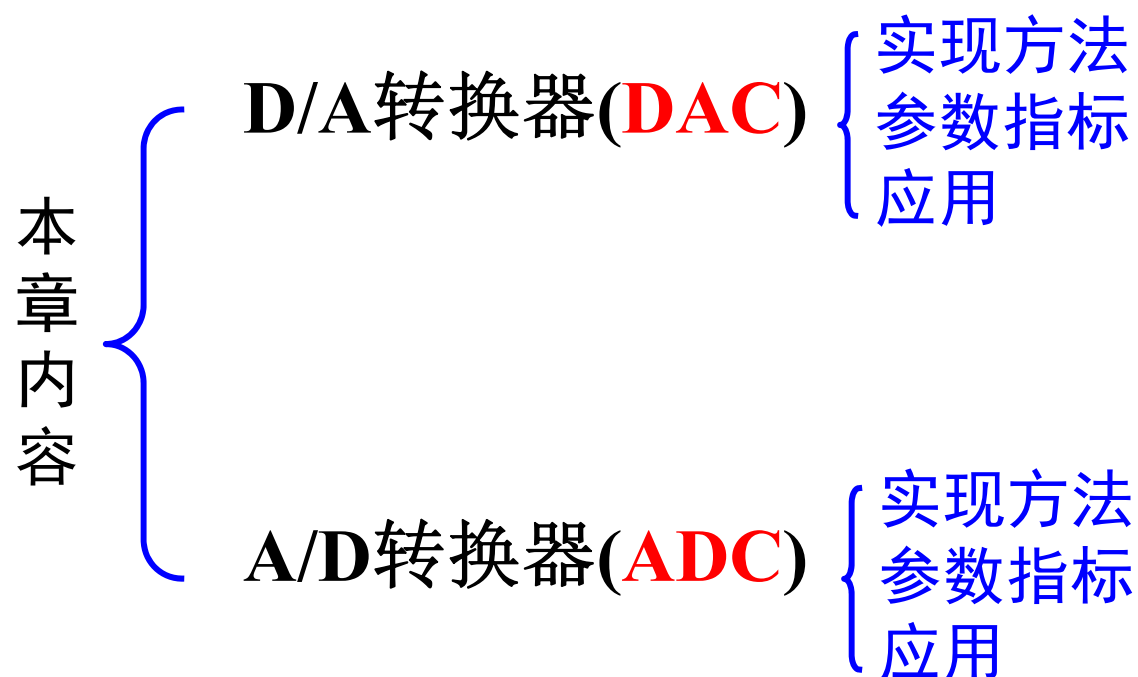 本章内容
D/A转换器(DAC)
实现方法
参数指标
应用
A/D转换器(ADC)
实现方法
参数指标
应用